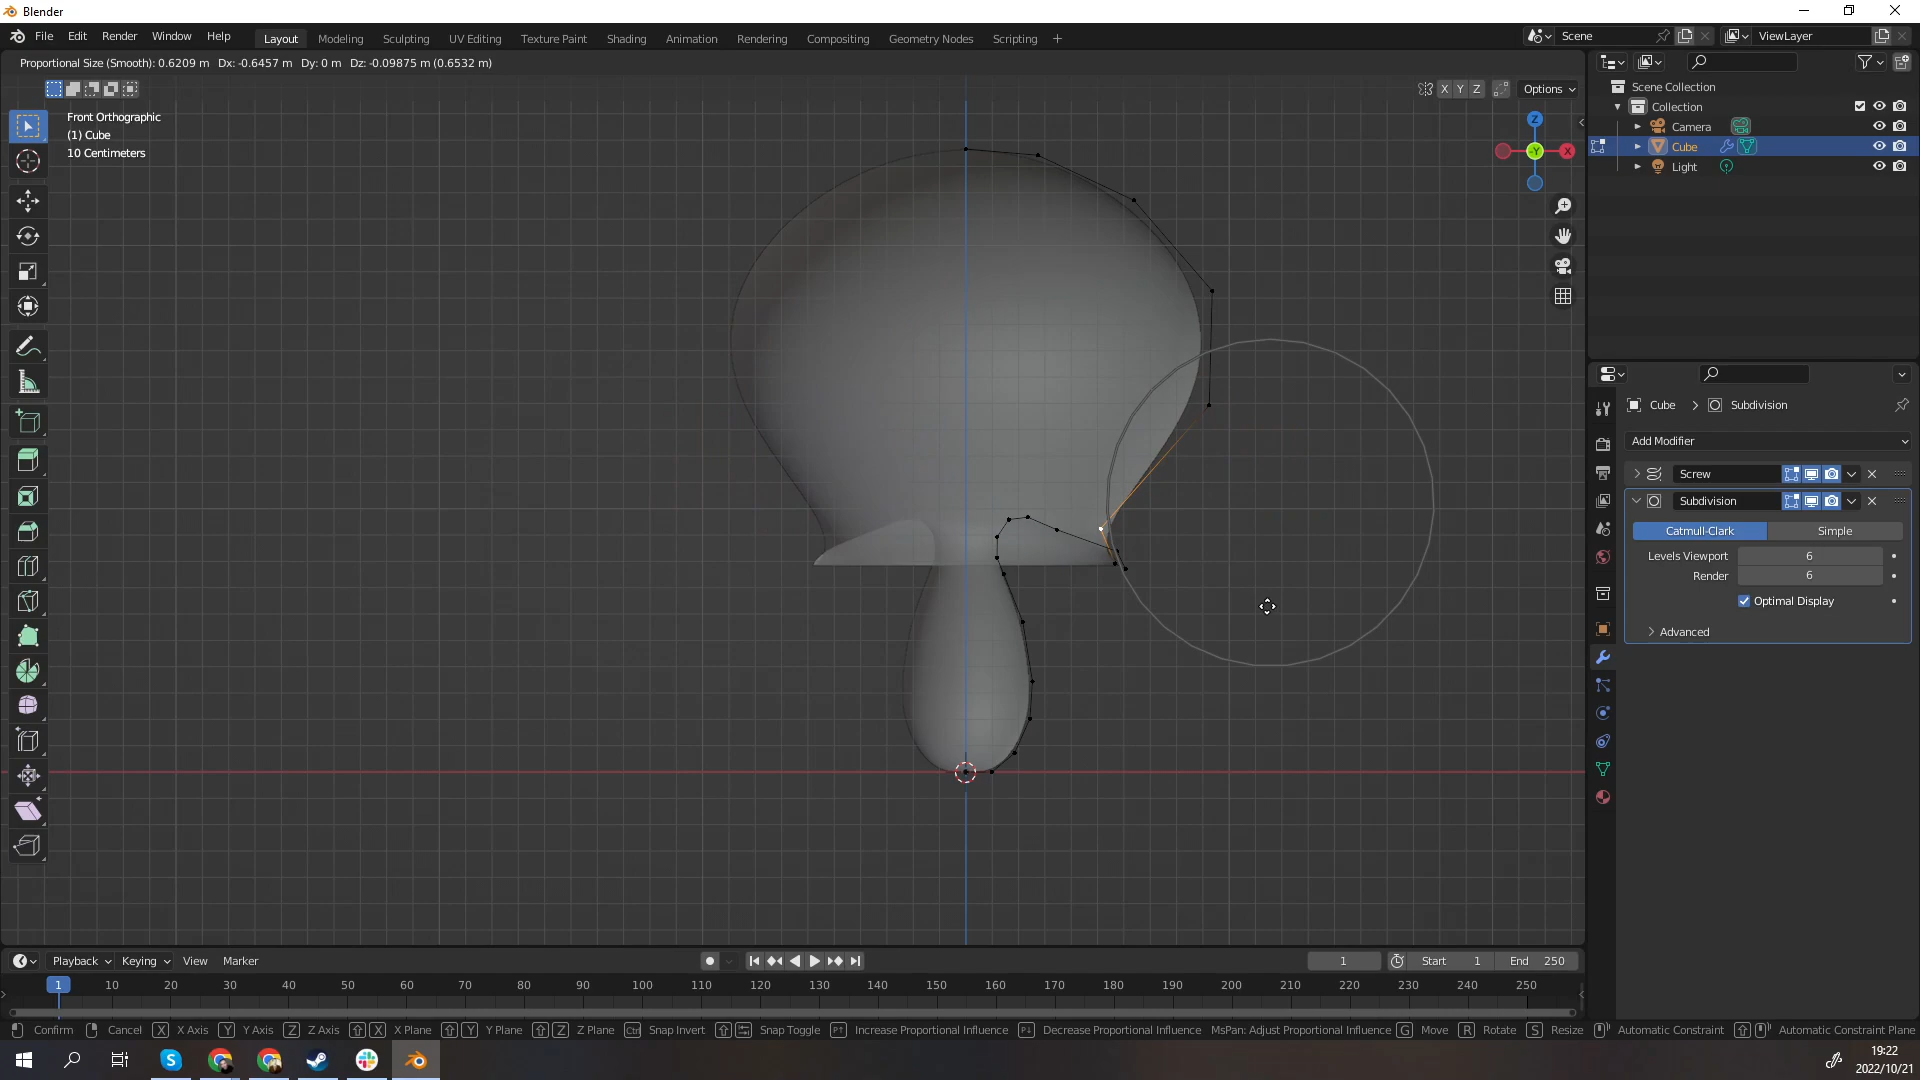 Blender
File Edit Render Window Help Layout Modeling Sculpting UV Editing Texture Paint Shading Animation Rendering Compositing Geometry Nodes Scripting + Scene ViewLayer
Proportional Size (Smooth): 0.6209 m Dx: -0.6457 m Dy: 0 m Dz: -0.09875 m (0.6532 m)
X Y Z Options
Front Orthographic
(1) Cube
10 Centimeters
Z
-Y
X
Scene Collection
Collection
Camera
Cube
Light
Cube > Subdivision
Add Modifier
Screw
Subdivision
Catmull-Clark Simple
Levels Viewport 6
Render 6
Optimal Display
Advanced
Playback Keying View Marker 1 Start 1 End 250
1 10 20 30 40 50 60 70 80 90 100 110 120 130 140 150 160 170 180 190 200 210 220 230 240 250
Confirm Cancel X X Axis Y Y Axis Z Z Axis X X Plane Y Y Plane Z Z Plane Ctrl Snap Invert Snap Toggle Increase Proportional Influence Decrease Proportional Influence MsPan: Adjust Proportional Influence G Move R Rotate S Resize Automatic Constraint Automatic Constraint Plane
19:22
2022/10/21